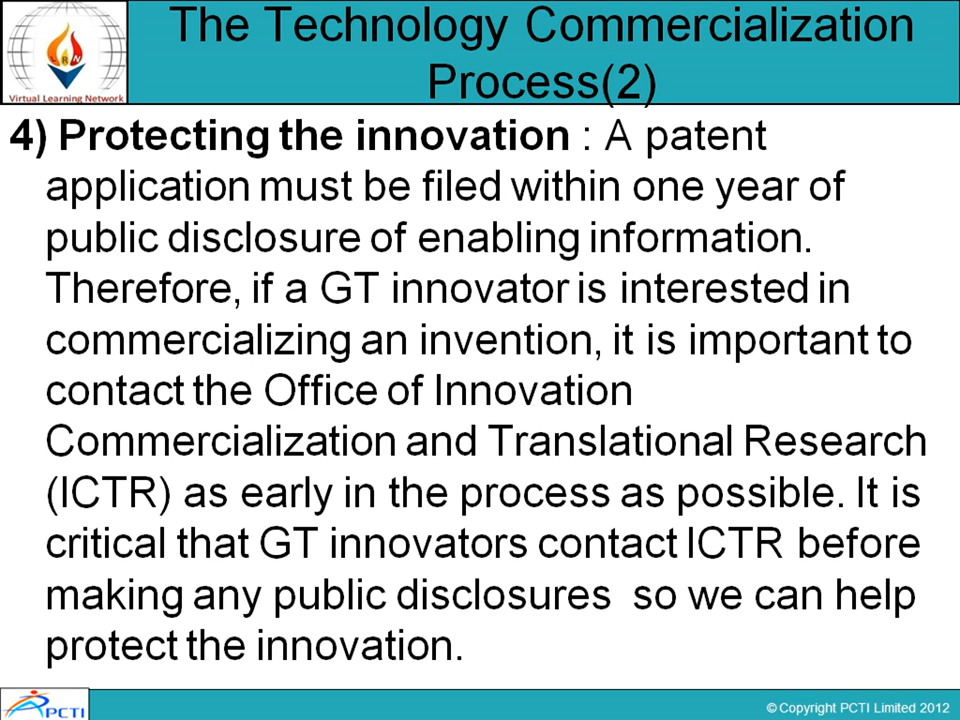 The Technology Commercialization
Process(2)
RN
Virtual Learning Network
4) Protecting the innovation : A patent
application must be filed within one year of
public disclosure of enabling information.
Therefore, if a GT innovator is interested in
commercializing an invention, it is important to
contact the Office of Innovation
Commercialization and Translational Research
(ICTR) as early in the process as possible. It is
critical that GT innovators contact ICTR before
making any public disclosures so we can help
protect the innovation.
PCTI
© Copyright PCTI Limited 2012